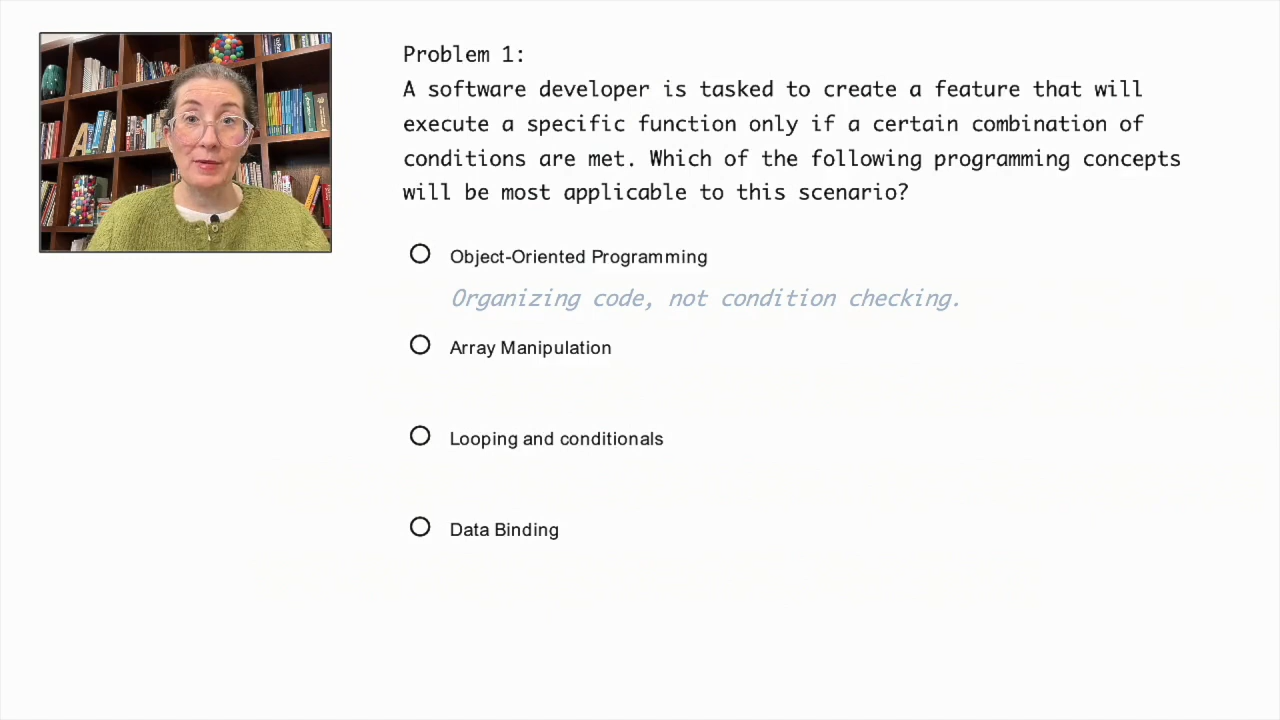 Problem 1:
A software developer is tasked to create a feature that will
execute a specific function only if a certain combination of
conditions are met. Which of the following programming concepts
will be most applicable to this scenario?
Object-Oriented Programming
Organizing code, not condition checking.
Array Manipulation
Looping and conditionals
Data Binding